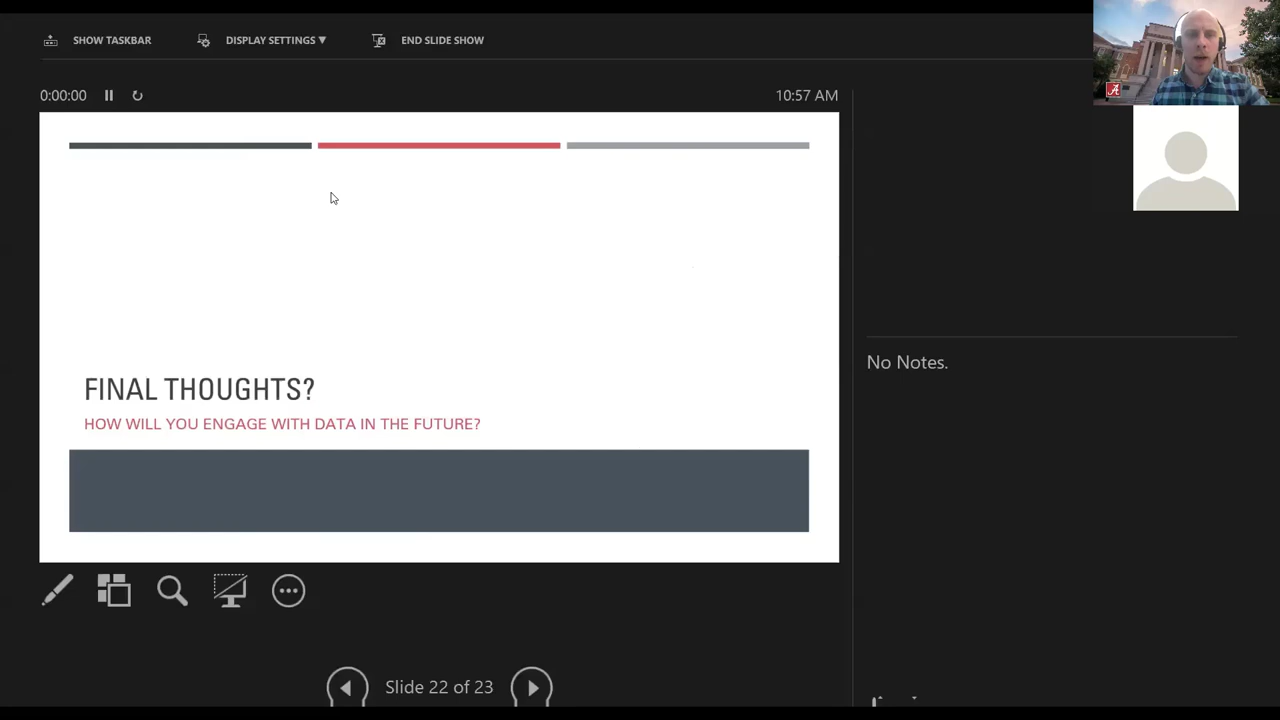 SHOW TASKBAR
DISPLAY SETTINGS ▼
END SLIDE SHOW
A
0:00:00
10:57 AM
FINAL THOUGHTS?
HOW WILL YOU ENGAGE WITH DATA IN THE FUTURE?
No Notes.
Slide 22 of 23